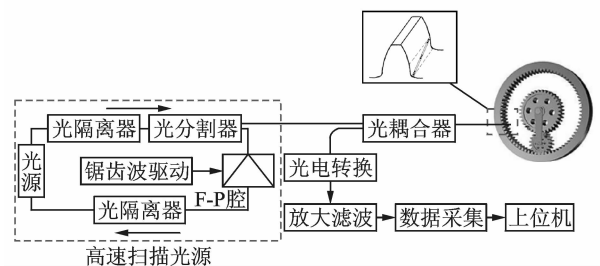 光隔离器
光分割器
光耦合器
光源
锯齿波驱动
光电转换
F-P腔
光隔离器
放大滤波
数据采集
上位机
高速扫描光源